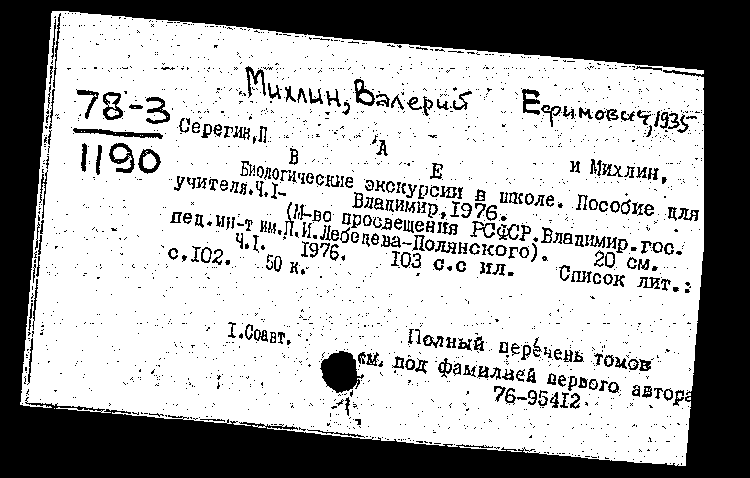 Михлин, Валерий Ефимович, 1935
78-3
1190
Серегин, П А и Михлин,
В Е
Биологические экскурсии в школе. Пособие для
учителя. Ч.I- Владимир, 1976.
(М-во просвещения РСФСР. Владимир. гос.
пед. ин-т им. П.И. Лебедева-Полянского). 20 см.
Ч.I. 1976. 103 с. с ил. Список лит.:
с.102. 50 к.
I. Соавт. Полный перечень томов
см. под фамилией первого автора
76-95412